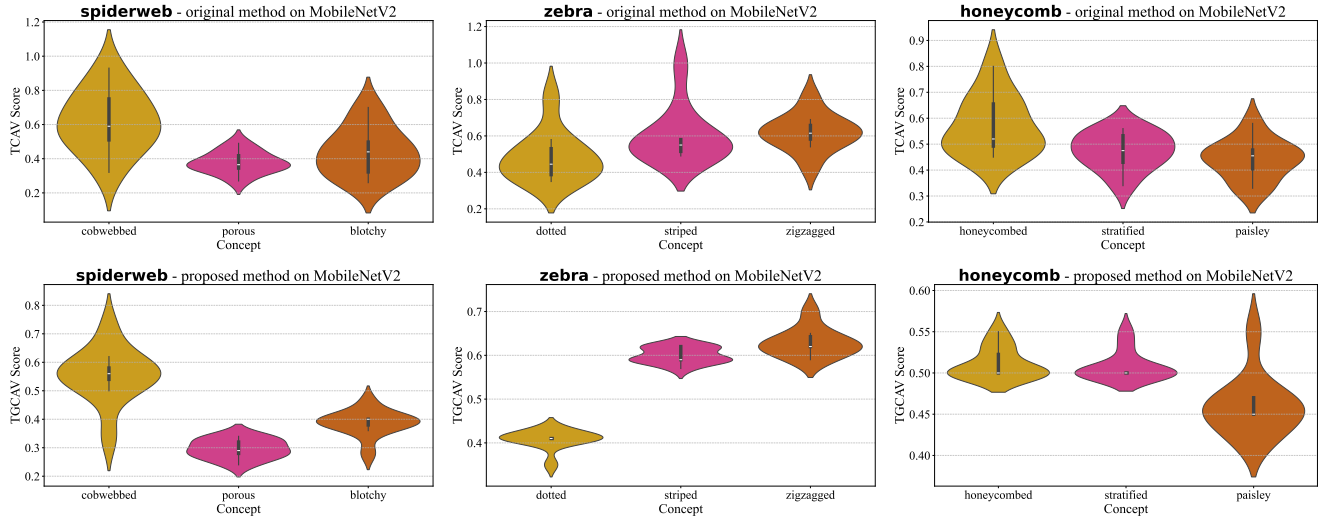 spiderweb - original method on MobileNetV2
1.2
1.0
0.8
0.6
0.4
0.2
TCAV Score
cobwebbed porous blotchy
Concept
zebra - original method on MobileNetV2
1.2
1.0
0.8
0.6
0.4
0.2
TCAV Score
dotted striped zigzagged
Concept
honeycomb - original method on MobileNetV2
0.9
0.8
0.7
0.6
0.5
0.4
0.3
0.2
TCAV Score
honeycombed stratified paisley
Concept
spiderweb - proposed method on MobileNetV2
0.8
0.7
0.6
0.5
0.4
0.3
0.2
TGCAV Score
cobwebbed porous blotchy
Concept
zebra - proposed method on MobileNetV2
0.7
0.6
0.5
0.4
TGCAV Score
dotted striped zigzagged
Concept
honeycomb - proposed method on MobileNetV2
0.60
0.55
0.50
0.45
0.40
TGCAV Score
honeycombed stratified paisley
Concept